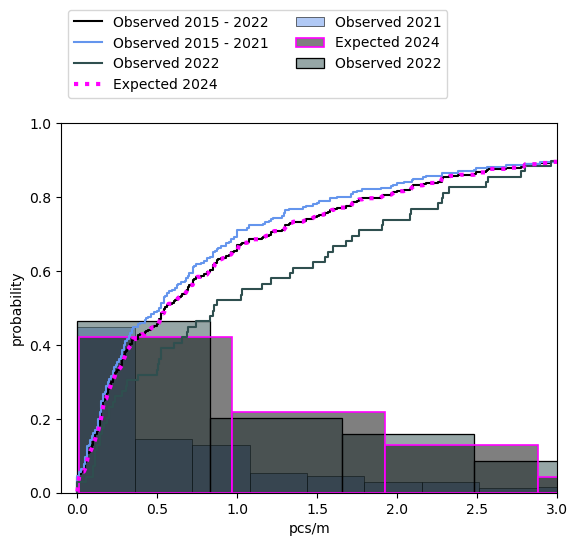 Observed 2015 - 2022
Observed 2015 - 2021
Observed 2022
Expected 2024
Observed 2021
Expected 2024
Observed 2022
1.0
0.8
0.6
0.4
0.2
0.0
probability
0.0 0.5 1.0 1.5 2.0 2.5 3.0
pcs/m